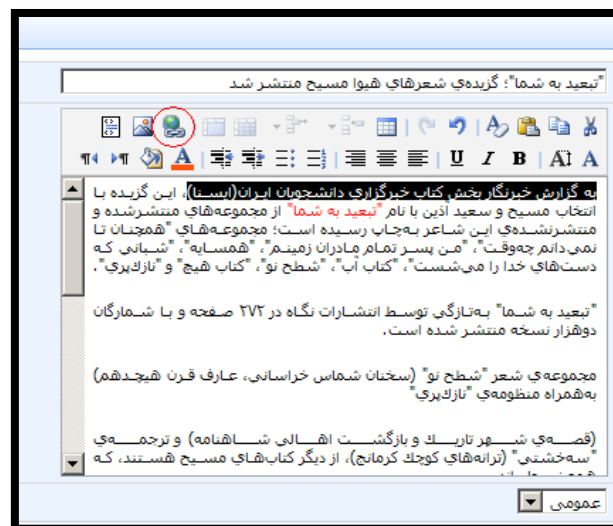 "تبعيد به شما"؛ گزيده‌ي شعرهاي هيوا مسيح منتشر شد
U I B A A
به گزارش خبرنگار بخش كتاب خبرگزاري دانشجويان ايران(ايسنا)، اين گزيده با
انتخاب مسيح و سعيد آذين با نام "تبعيد به شما" از مجموعه‌هاي منتشرشده و
منتشرنشده‌ي اين شاعر به‌چاپ رسيده است؛ مجموعه‌هاي "همچنان تا
نمي‌دانم چه‌وقت"، "من پسر تمام مادران زمينم"، "همسايه"، "شباني كه
دست‌هاي خدا را مي‌شست"، "كتاب آب"، "شطح نو"، "كتاب هيچ" و "نازك‌پري".
"تبعيد به شما" به‌تازگي توسط انتشارات نگاه در ۲۷۲ صفحه و با شمارگان
دوهزار نسخه منتشر شده است.
مجموعه‌ي شعر "شطح نو" (سخنان شماس خراساني، عارف قرن هيجدهم)
به‌همراه منظومه‌ي "نازك‌پري"
(قصه‌ي شهر تاريك و بازگشت اهالي شاهنامه) و ترجمه‌ي
"سه‌خشتي" (ترانه‌هاي كوچك كرمانج)، از ديگر كتاب‌هاي مسيح هستند، كه
عمومی